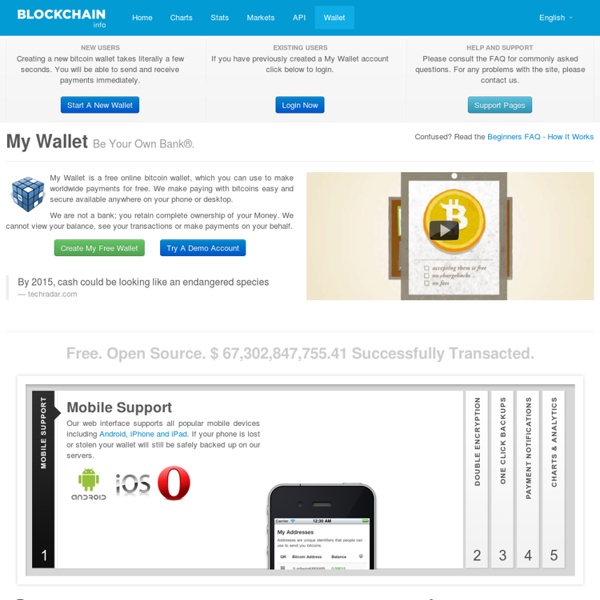 BLOCKCHAIN
info
Home
Charts
Stats
Markets
API
Wallet
English
NEW USERS
Creating a new bitcoin wallet takes literally a few
seconds. You will be able to send and receive
payments immediately.
Start A New Wallet
EXISTING USERS
If you have previously created a My Wallet account
click below to login.
Login Now
HELP AND SUPPORT
Please consult the FAQ for commonly asked
questions. For any problems with the site, please
contact us.
Support Pages
My Wallet Be Your Own Bank®.
Confused? Read the Beginners FAQ - How It Works
My Wallet is a free online bitcoin wallet, which you can use to make
worldwide payments for free. We make paying with bitcoins easy and
secure available anywhere on your phone or desktop.
We are not a bank; you retain complete ownership of your Money. We
cannot view your balance, see your transactions or make payments on your behalf.
Create My Free Wallet
Try A Demo Account
By 2015, cash could be looking like an endangered species
— techradar.com
accepting them is free
no chargebacks
no fees
Free. Open Source. $ 67,302,847,755.41 Successfully Transacted.
MOBILE SUPPORT
1
Mobile Support
Our web interface supports all popular mobile devices
including Android, iPhone and iPad. If your phone is lost
or stolen your wallet will still be safely backed up on our
servers.
ANDROID
iOS
Carrier
12:30 AM
My Addresses
Addresses are unique identifiers that people can
use to send you bitcoins.
QR
Bitcoin Address
Balance
DOUBLE ENCRYPTION
2
ONE CLICK BACKUPS
3
PAYMENT NOTIFICATIONS
4
CHARTS & ANALYTICS
5